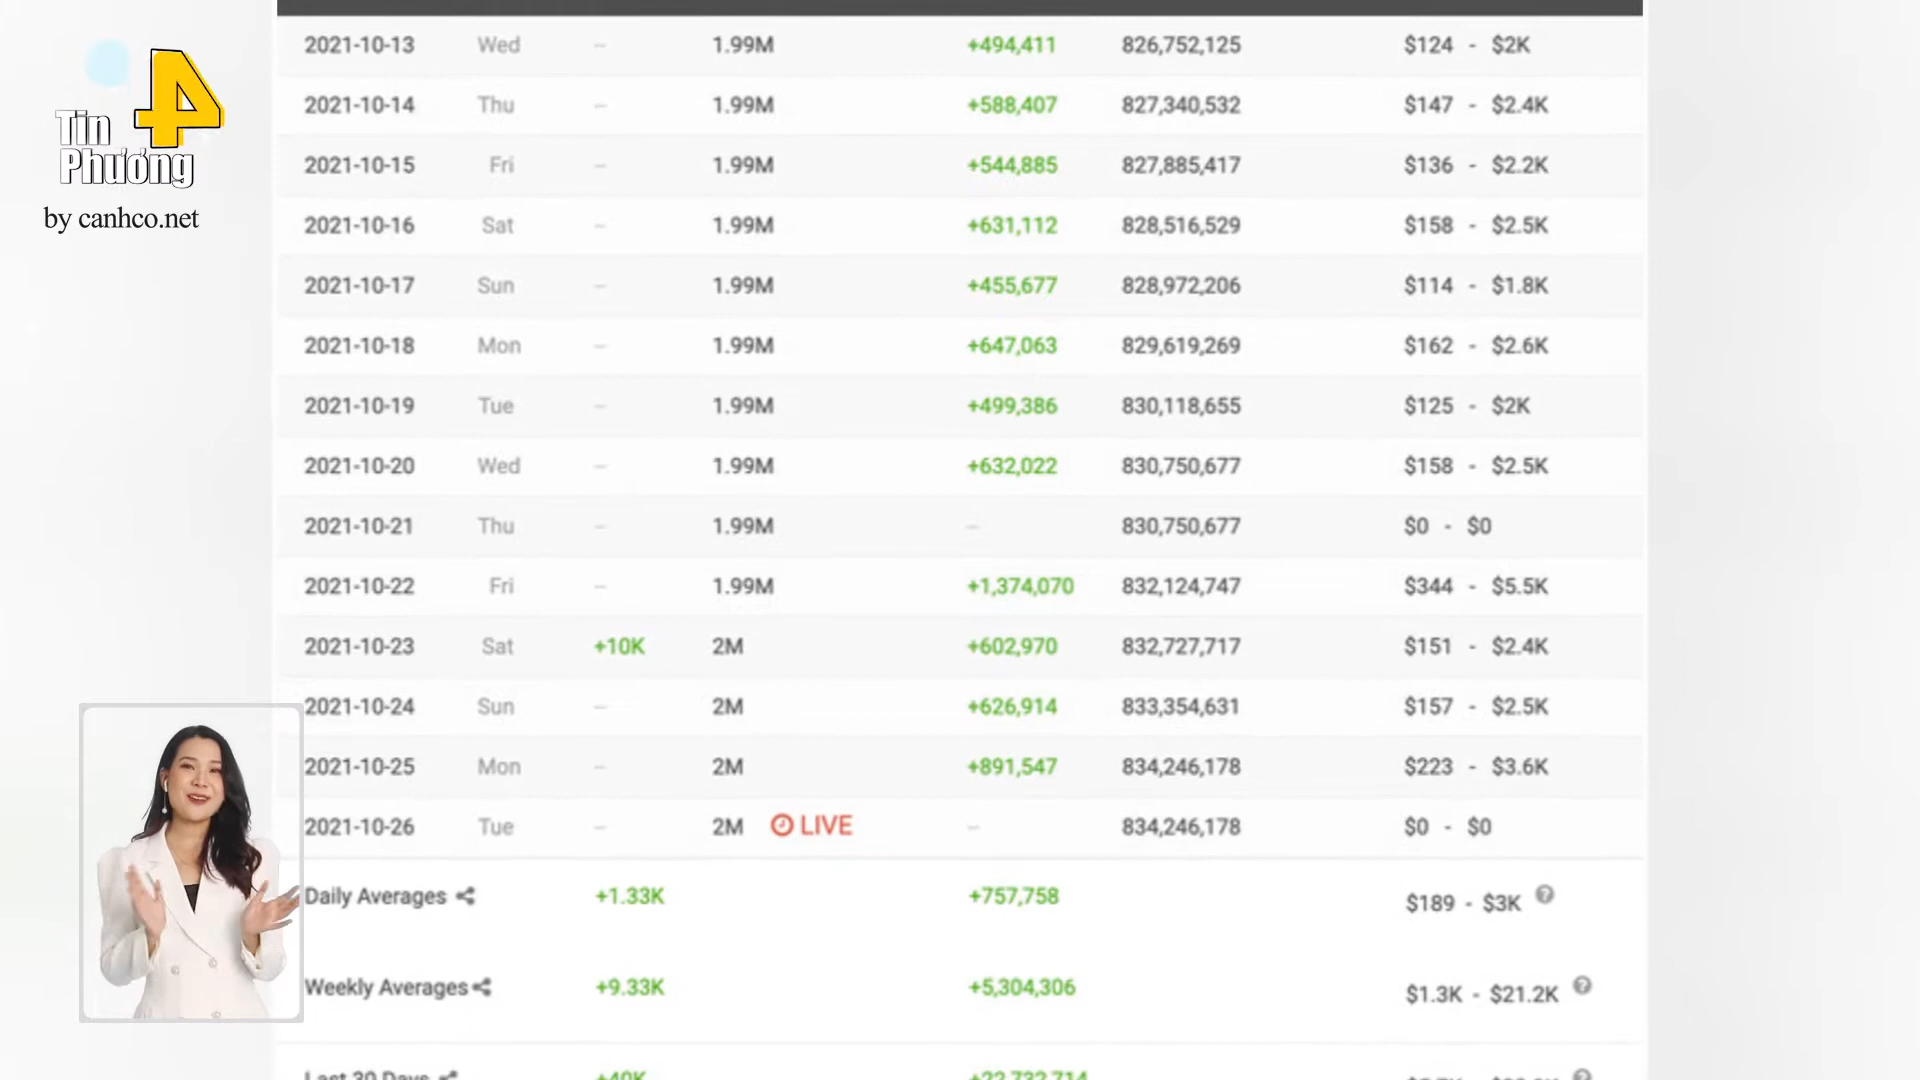 4
Tin
Phương
by canhco.net
2021-10-13 Wed – 1.99M +494,411 826,752,125 $124 - $2K
2021-10-14 Thu – 1.99M +588,407 827,340,532 $147 - $2.4K
2021-10-15 Fri – 1.99M +544,885 827,885,417 $136 - $2.2K
2021-10-16 Sat – 1.99M +631,112 828,516,529 $158 - $2.5K
2021-10-17 Sun – 1.99M +455,677 828,972,206 $114 - $1.8K
2021-10-18 Mon – 1.99M +647,063 829,619,269 $162 - $2.6K
2021-10-19 Tue – 1.99M +499,386 830,118,655 $125 - $2K
2021-10-20 Wed – 1.99M +632,022 830,750,677 $158 - $2.5K
2021-10-21 Thu – 1.99M – 830,750,677 $0 - $0
2021-10-22 Fri – 1.99M +1,374,070 832,124,747 $344 - $5.5K
2021-10-23 Sat +10K 2M +602,970 832,727,717 $151 - $2.4K
2021-10-24 Sun – 2M +626,914 833,354,631 $157 - $2.5K
2021-10-25 Mon – 2M +891,547 834,246,178 $223 - $3.6K
2021-10-26 Tue – 2M LIVE – 834,246,178 $0 - $0
Daily Averages +1.33K +757,758 $189 - $3K
Weekly Averages +9.33K +5,304,306 $1.3K - $21.2K
Last 30 Days +40K +22,732,714